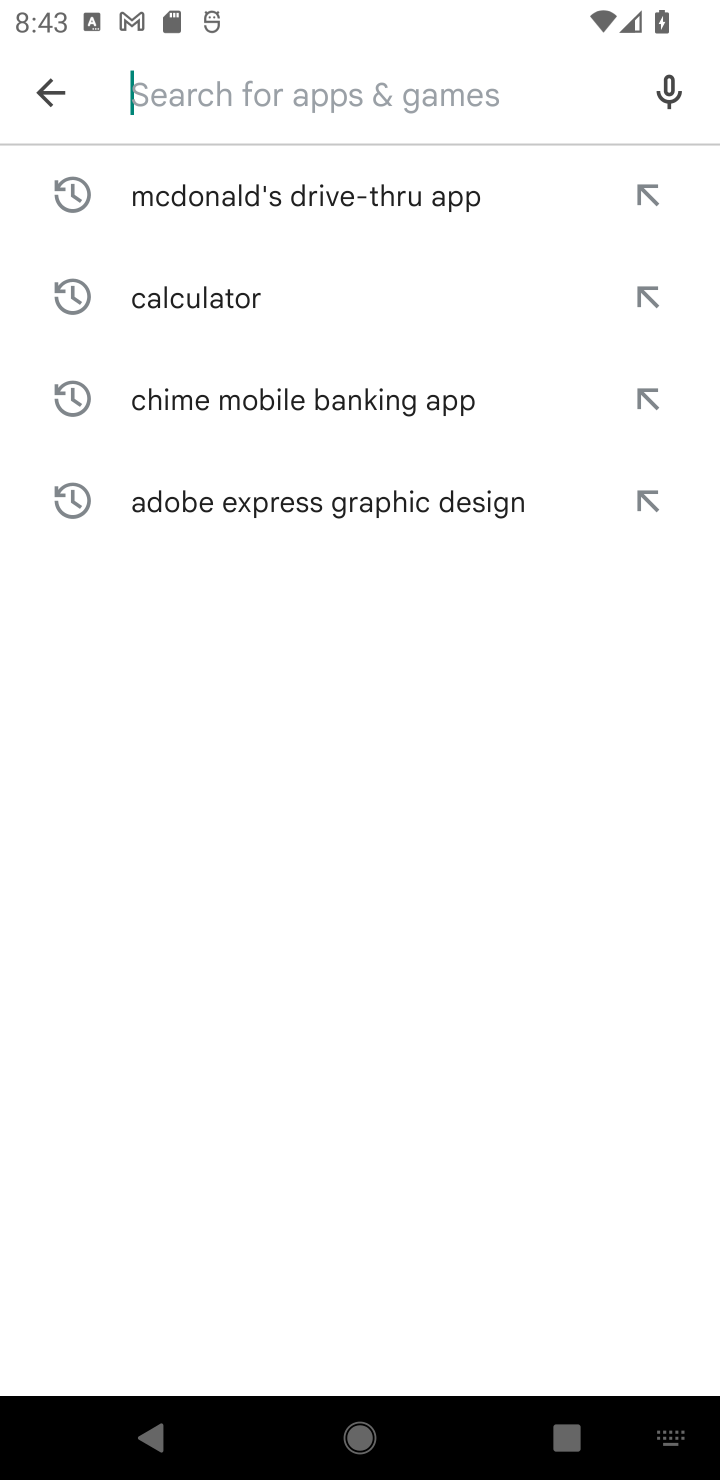 8:43
Search for apps & games
mcdonald's drive-thru app
calculator
chime mobile banking app
adobe express graphic design